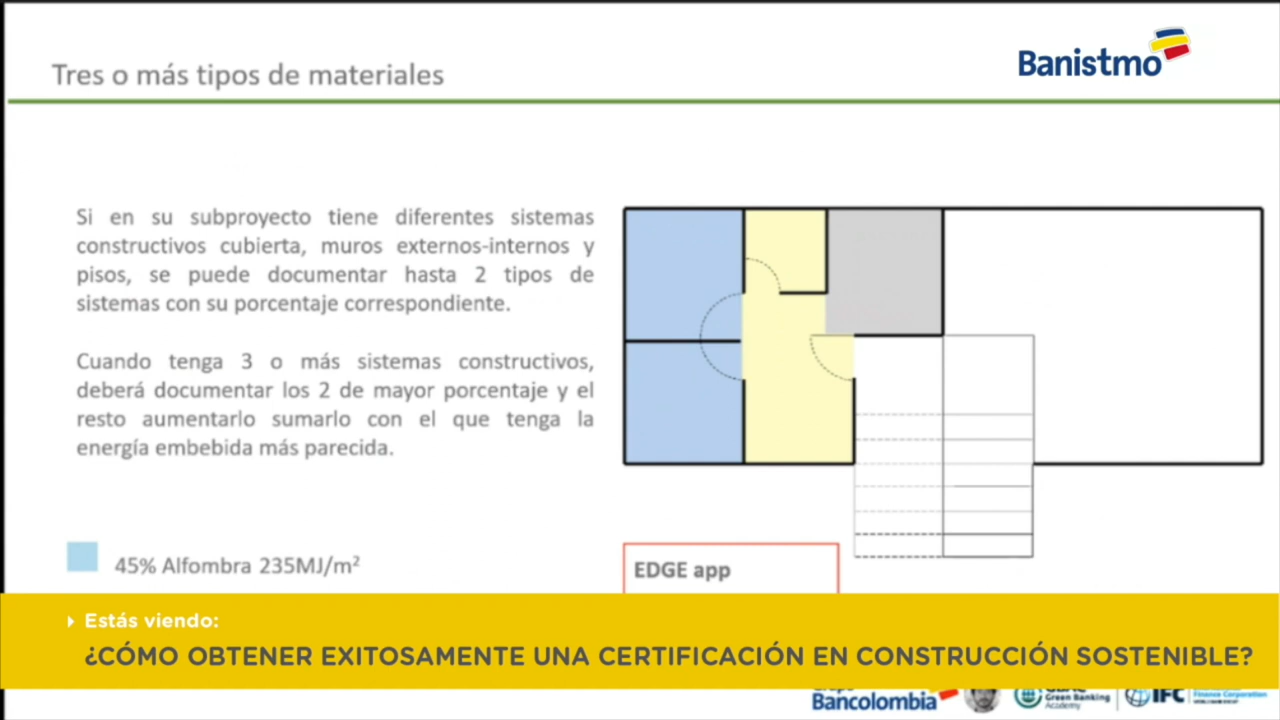 Tres o más tipos de materiales
Banistmo
Si en su subproyecto tiene diferentes sistemas
constructivos cubierta, muros externos-internos y
pisos, se puede documentar hasta 2 tipos de
sistemas con su porcentaje correspondiente.
Cuando tenga 3 o más sistemas constructivos,
deberá documentar los 2 de mayor porcentaje y el
resto aumentarlo sumarlo con el que tenga la
energía embebida más parecida.
45% Alfombra 235MJ/m²
EDGE app
Estás viendo:
¿CÓMO OBTENER EXITOSAMENTE UNA CERTIFICACIÓN EN CONSTRUCCIÓN SOSTENIBLE?
Bancolombia
Green Banking
Academy
IFC
Finance Corporation